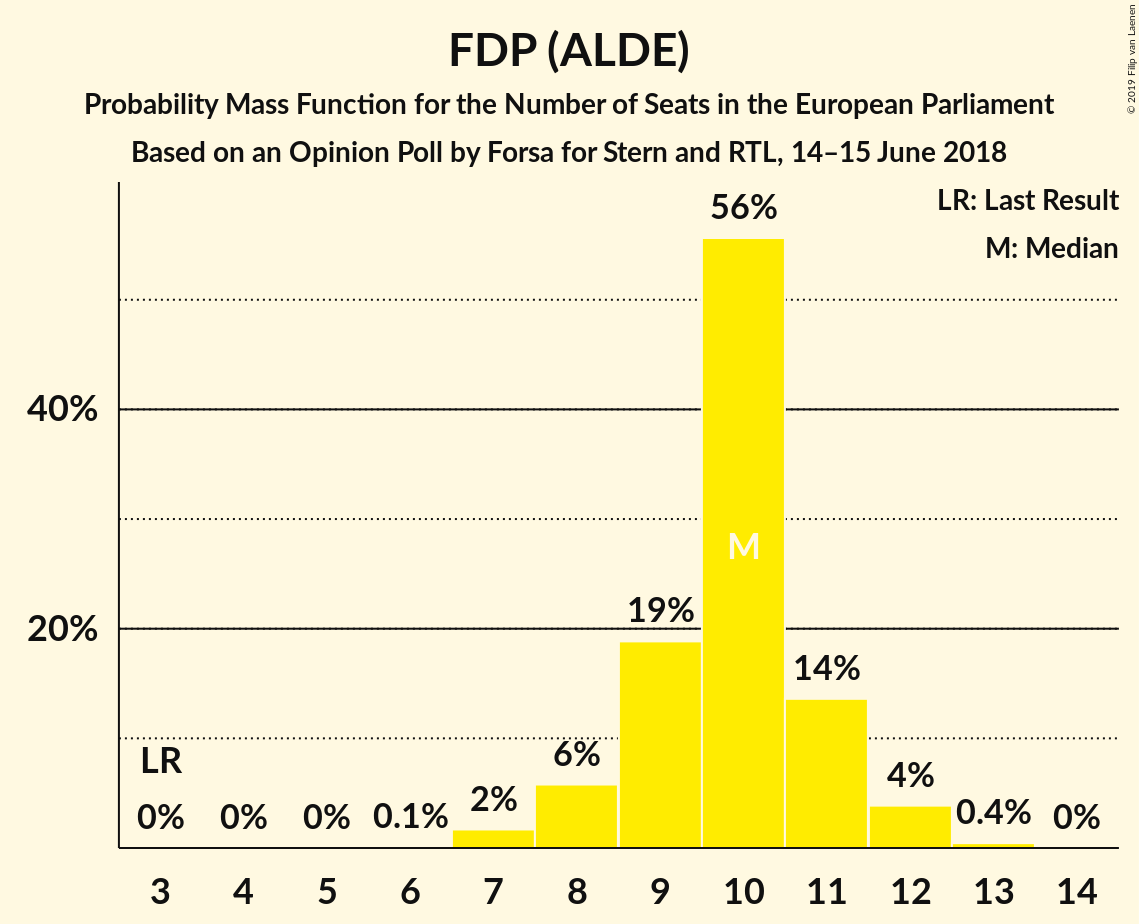 FDP (ALDE)
Probability Mass Function for the Number of Seats in the European Parliament
Based on an Opinion Poll by Forsa for Stern and RTL, 14–15 June 2018
© 2019 Filip van Laenen
LR: Last Result
M: Median
56%
40%
M
20%
19%
14%
LR
6%
4%
2%
0% 0% 0% 0.1% 0.4% 0%
3 4 5 6 7 8 9 10 11 12 13 14